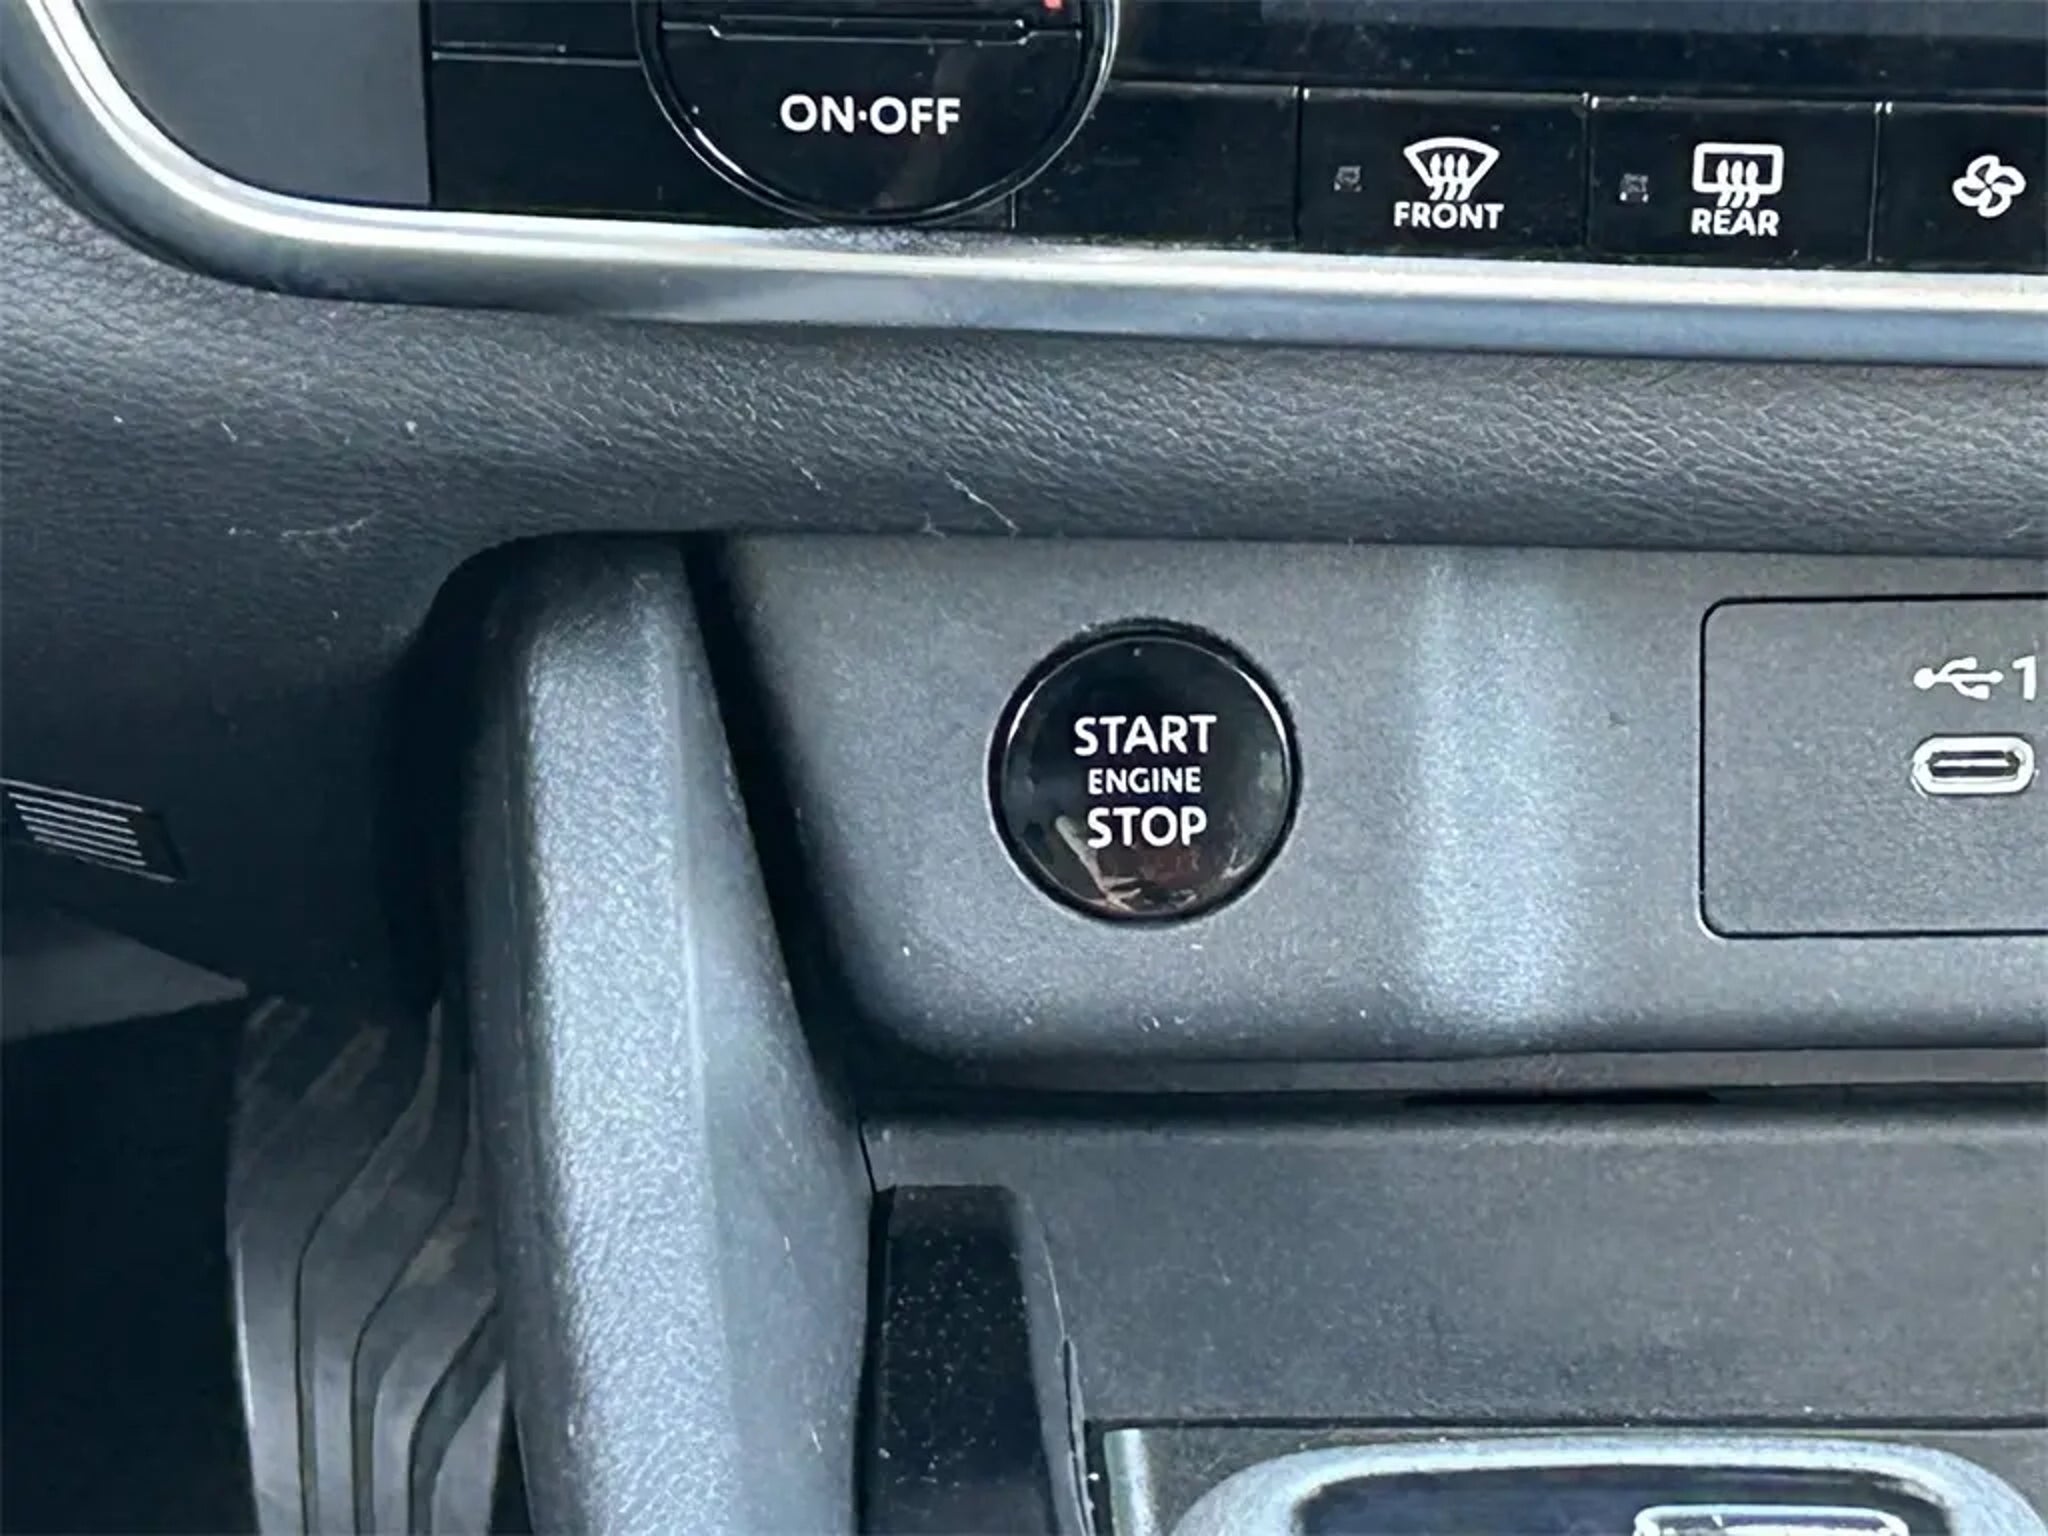 ON·OFF
FRONT
REAR
START
ENGINE
STOP
1